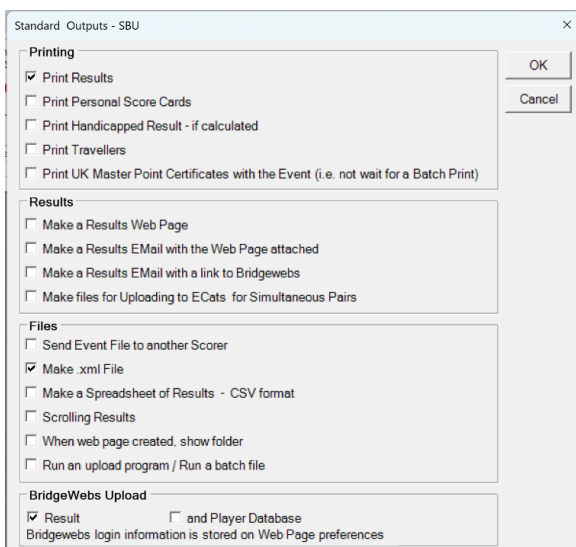 Standard Outputs - SBU
Printing
OK
Print Results
Cancel
Print Personal Score Cards
Print Handicapped Result - if calculated
Print Travellers
Print UK Master Point Certificates with the Event (i.e. not wait for a Batch Print)
Results
Make a Results Web Page
Make a Results EMail with the Web Page attached
Make a Results EMail with a link to Bridgewebs
Make files for Uploading to ECats for Simultaneous Pairs
Files
Send Event File to another Scorer
Make .xml File
Make a Spreadsheet of Results - CSV format
Scrolling Results
When web page created, show folder
Run an upload program / Run a batch file
BridgeWebs Upload
Result and Player Database
Bridgewebs login information is stored on Web Page preferences